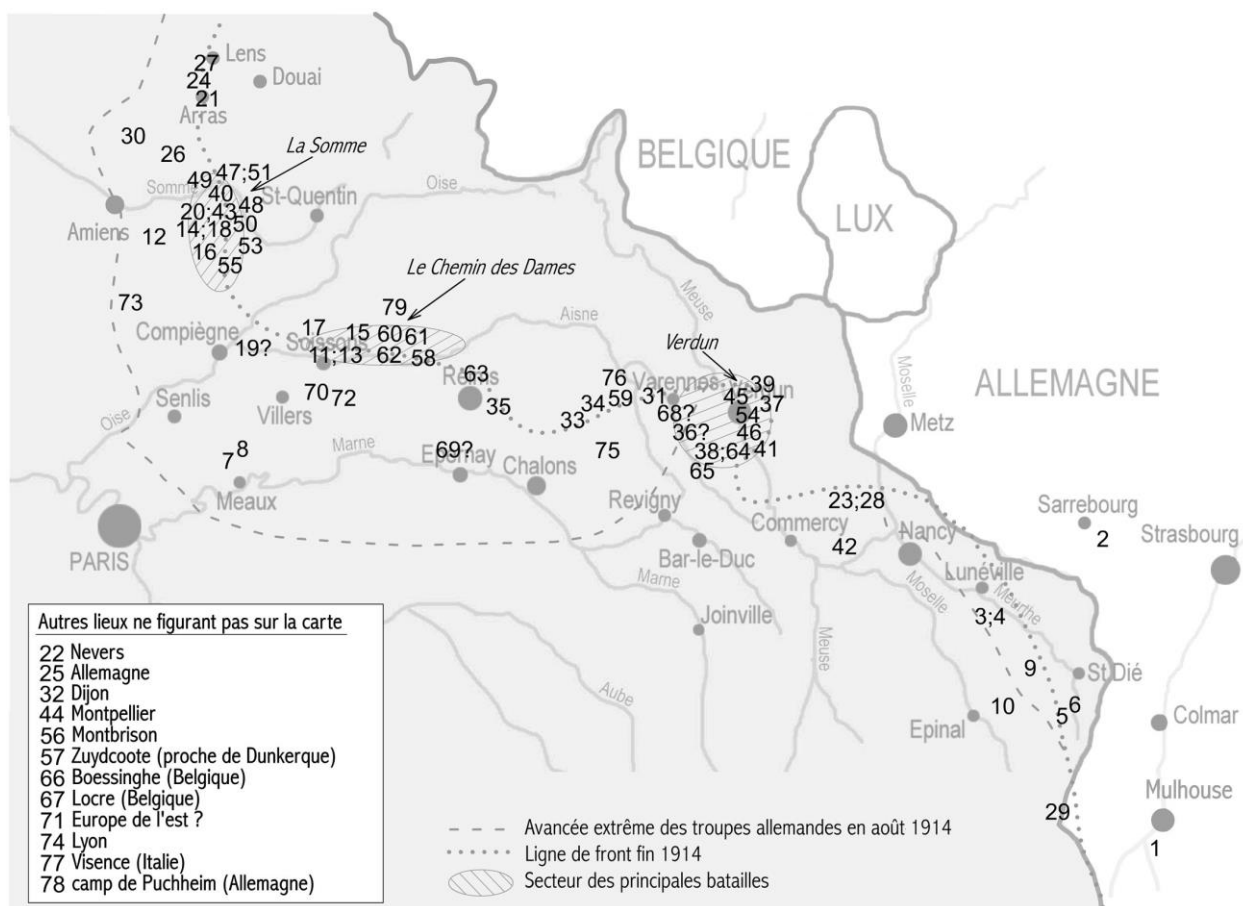 Lens
27
24
Douai
21
Arras
30
26
La Somme
BELGIQUE
LUX
ALLEMAGNE
49
47;51
Somme
40
48
St-Quentin
Oise
20;43
14;18
50
Amiens
12
16
53
55
Le Chemin des Dames
Meuse
73
79
Aisne
Compiègne
17
15
60
61
Soissons
19?
11;13
62
58
Verdun
Moselle
63
Reims
76
Varennes
39
Verdun
70
72
Villers
Senlis
35
34
59
31
45
37
33
68?
54
Metz
Oise
36?
46
7
8
Marne
69?
Epernay
75
38;64
41
65
Meaux
Chalons
Revigny
23;28
Sarrebourg
2
Strasbourg
PARIS
Commercy
42
Nancy
Bar-le-Duc
Lunéville
Marne
Moselle
Meurthe
3;4
Joinville
Meuse
9
St Dié
Aube
10
5
6
Epinal
Colmar
29
Mulhouse
1
Autres lieux ne figurant pas sur la carte
22 Nevers
25 Allemagne
32 Dijon
44 Montpellier
56 Montbrison
57 Zuydcoote (proche de Dunkerque)
66 Boessinghe (Belgique)
67 Locre (Belgique)
71 Europe de l'est ?
74 Lyon
77 Visence (Italie)
78 camp de Puchheim (Allemagne)
Avancée extrême des troupes allemandes en août 1914
Ligne de front fin 1914
Secteur des principales batailles